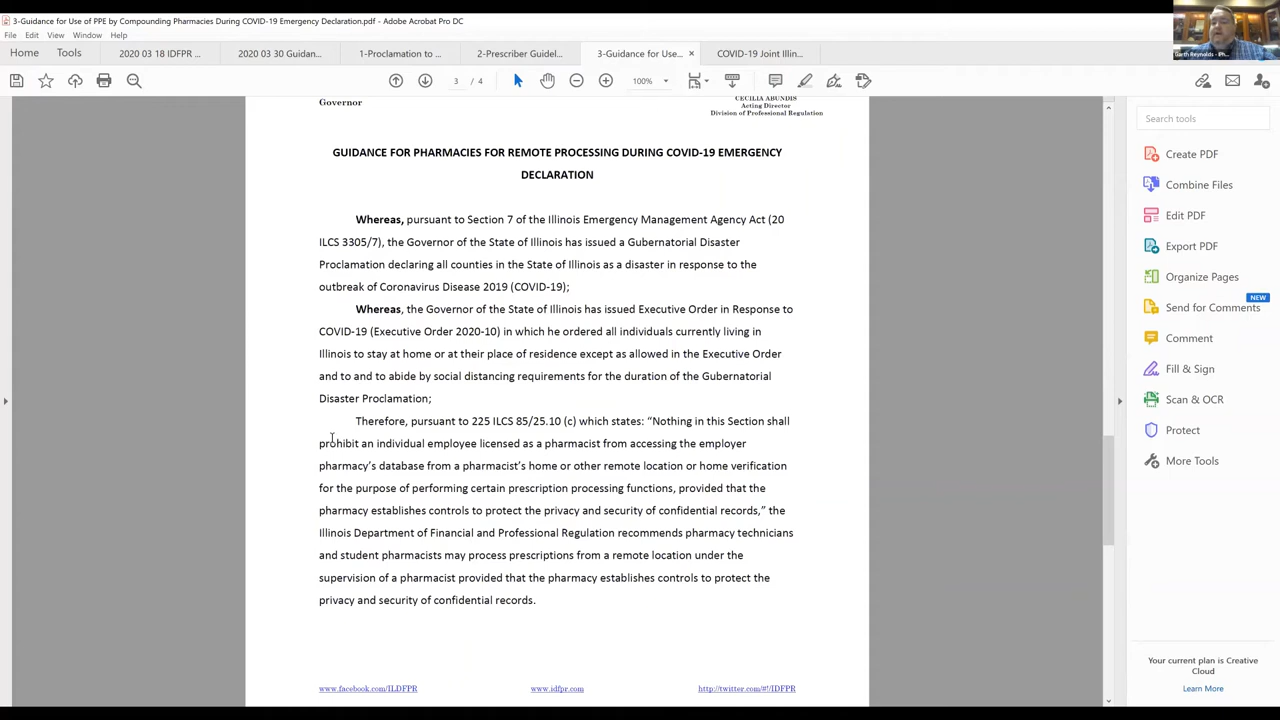 3-Guidance for Use of PPE by Compounding Pharmacies During COVID-19 Emergency Declaration.pdf - Adobe Acrobat Pro DC
File Edit View Window Help
Home Tools 2020 03 18 IDFPR ... 2020 03 30 Guidan... 1-Proclamation to ... 2-Prescriber Guidel... 3-Guidance for Use... × COVID-19 Joint Illin...
3 / 4 100%
Garth Reynolds - Ph...
Governor
CECILIA ABUNDIS
Acting Director
Division of Professional Regulation
GUIDANCE FOR PHARMACIES FOR REMOTE PROCESSING DURING COVID-19 EMERGENCY
DECLARATION
Whereas, pursuant to Section 7 of the Illinois Emergency Management Agency Act (20
ILCS 3305/7), the Governor of the State of Illinois has issued a Gubernatorial Disaster
Proclamation declaring all counties in the State of Illinois as a disaster in response to the
outbreak of Coronavirus Disease 2019 (COVID-19);
Whereas, the Governor of the State of Illinois has issued Executive Order in Response to
COVID-19 (Executive Order 2020-10) in which he ordered all individuals currently living in
Illinois to stay at home or at their place of residence except as allowed in the Executive Order
and to and to abide by social distancing requirements for the duration of the Gubernatorial
Disaster Proclamation;
Therefore, pursuant to 225 ILCS 85/25.10 (c) which states: “Nothing in this Section shall
prohibit an individual employee licensed as a pharmacist from accessing the employer
pharmacy’s database from a pharmacist’s home or other remote location or home verification
for the purpose of performing certain prescription processing functions, provided that the
pharmacy establishes controls to protect the privacy and security of confidential records,” the
Illinois Department of Financial and Professional Regulation recommends pharmacy technicians
and student pharmacists may process prescriptions from a remote location under the
supervision of a pharmacist provided that the pharmacy establishes controls to protect the
privacy and security of confidential records.
www.facebook.com/ILDFPR www.idfpr.com http://twitter.com/#!/IDFPR
Search tools
Create PDF
Combine Files
Edit PDF
Export PDF
Organize Pages
NEW
Send for Comments
Comment
Fill & Sign
Scan & OCR
Protect
More Tools
Your current plan is Creative
Cloud
Learn More